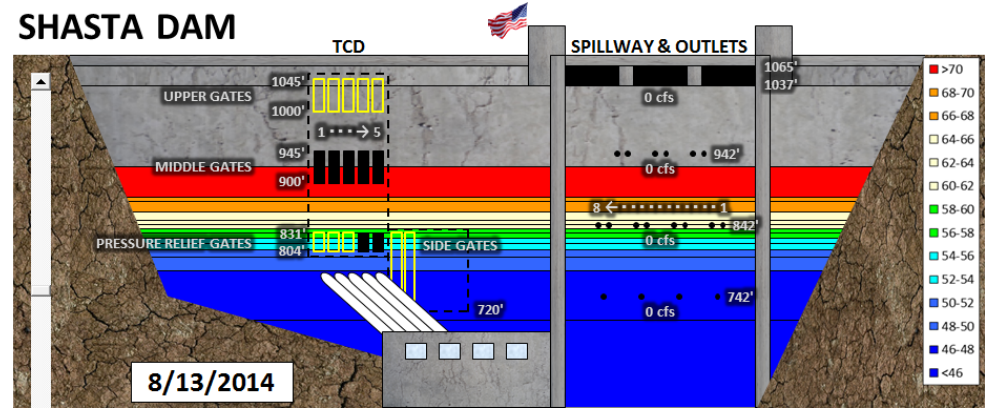 SHASTA DAM
TCD
SPILLWAY & OUTLETS
1045'
UPPER GATES
1000'
1 5
945'
MIDDLE GATES
900'
831'
PRESSURE RELIEF GATES
804'
SIDE GATES
720'
1065'
1037'
0 cfs
942'
0 cfs
8 1
842'
0 cfs
742'
0 cfs
>70
68-70
66-68
64-66
62-64
60-62
58-60
56-58
54-56
52-54
50-52
48-50
46-48
<46
8/13/2014